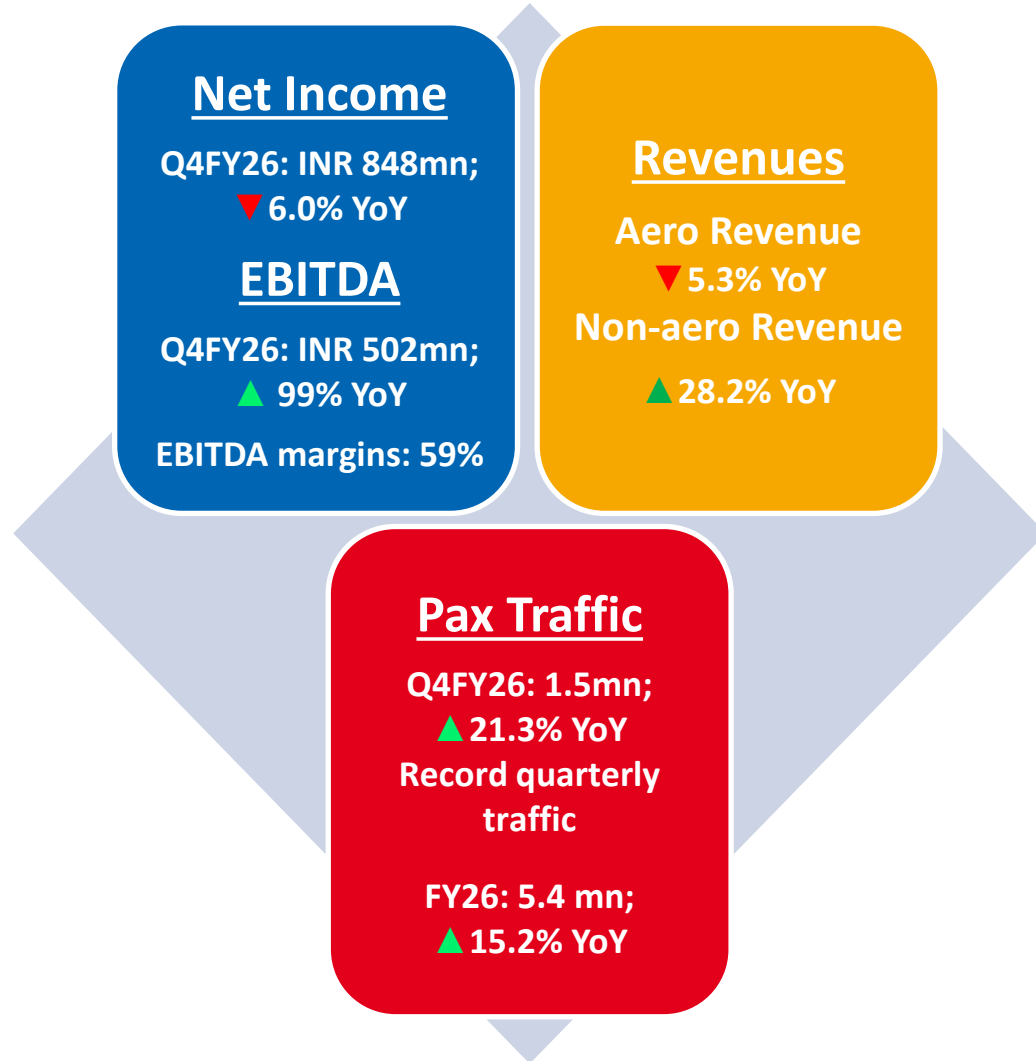 Net Income
Q4FY26: INR 848mn;
▼ 6.0% YoY
EBITDA
Q4FY26: INR 502mn;
▲ 99% YoY
EBITDA margins: 59%
Revenues
Aero Revenue
▼ 5.3% YoY
Non-aero Revenue
▲ 28.2% YoY
Pax Traffic
Q4FY26: 1.5mn;
▲ 21.3% YoY
Record quarterly
traffic
FY26: 5.4 mn;
▲ 15.2% YoY